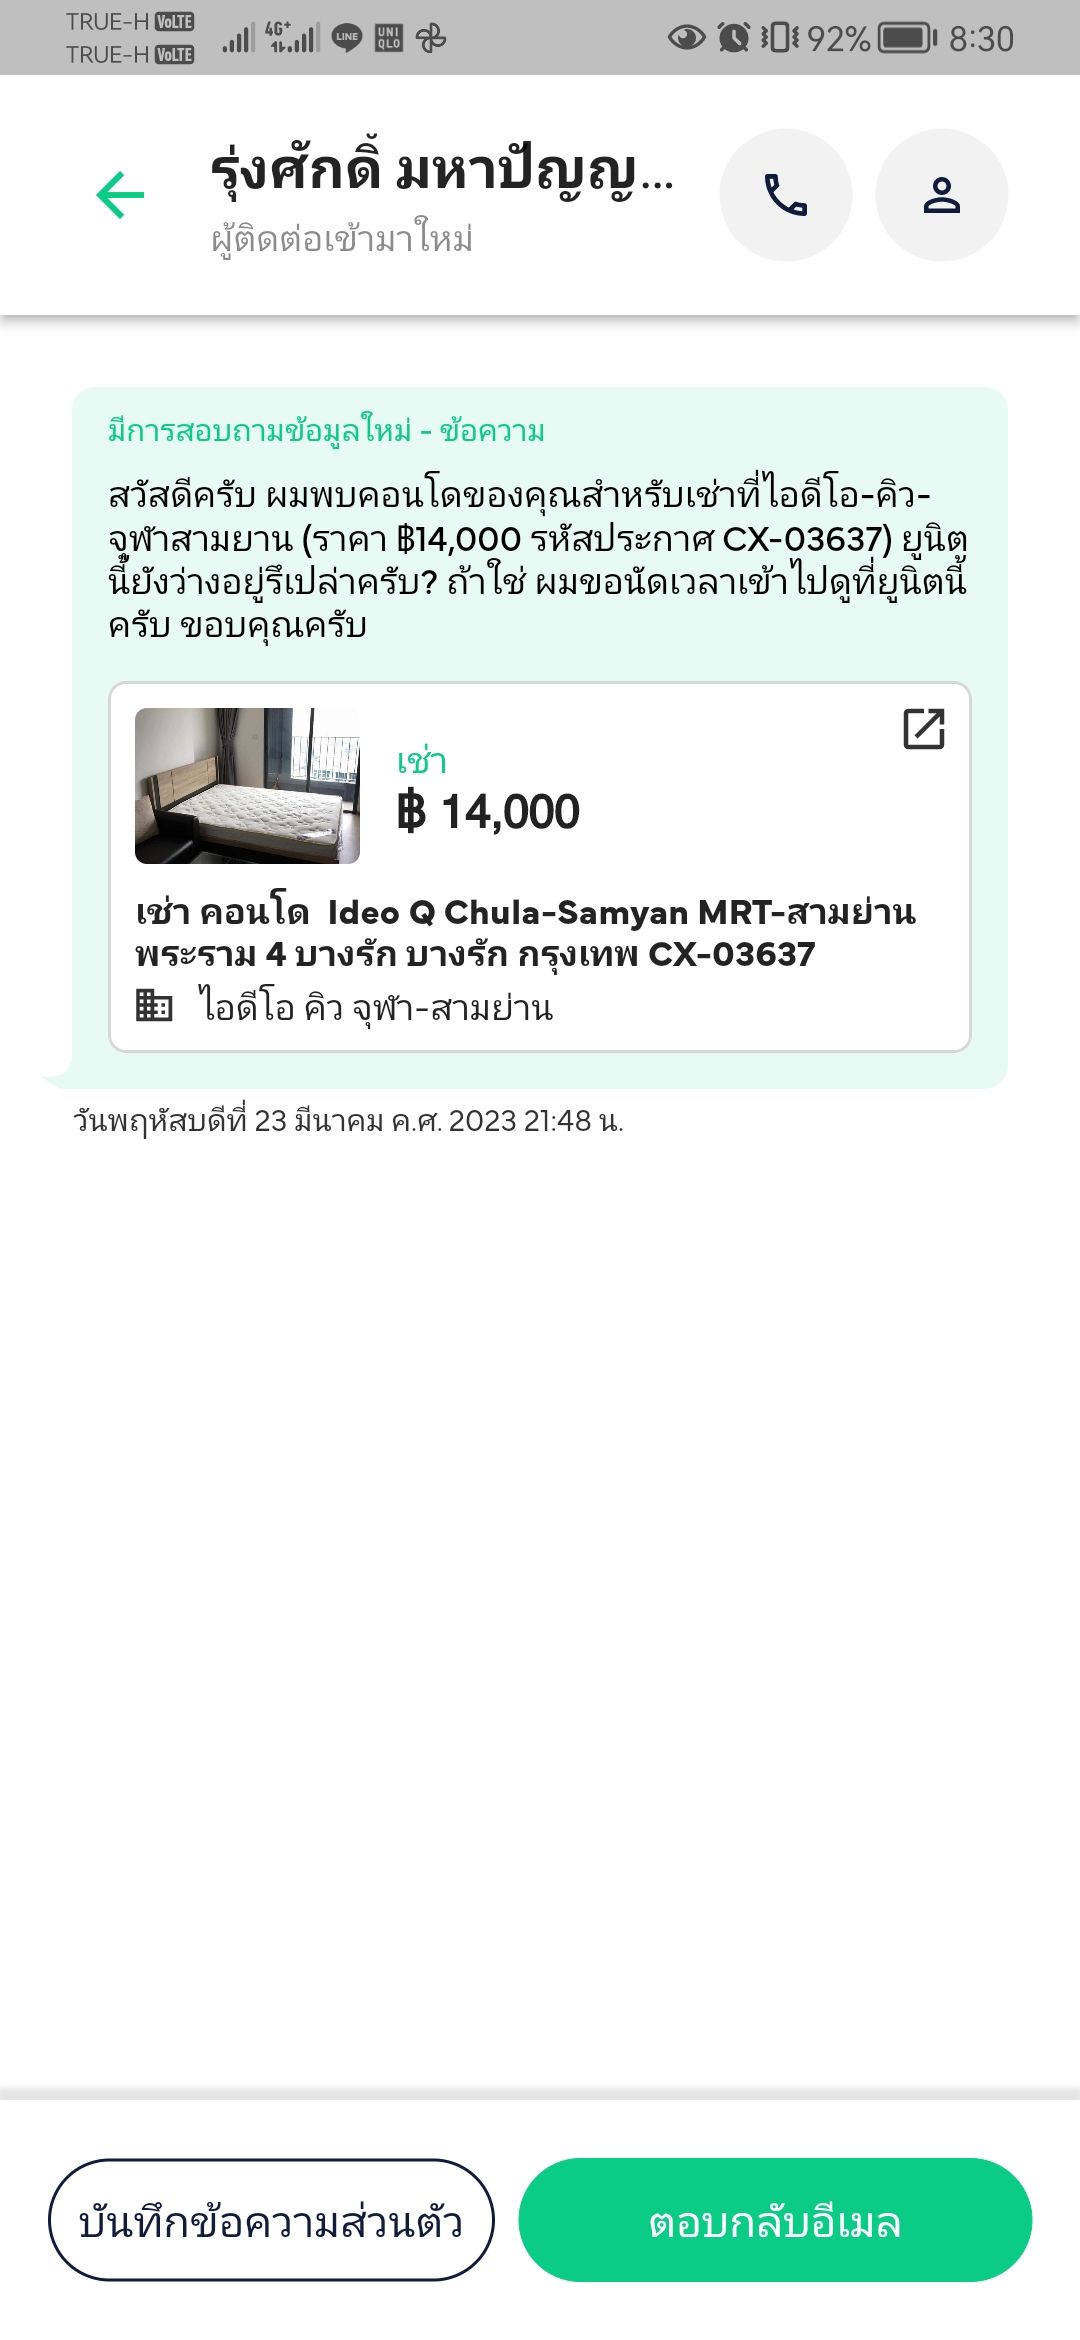 TRUE-H VoLTE
TRUE-H VoLTE
4G+
LINE
UNI
QLO
92%
8:30
รุ่งศักดิ์ มหาปัญญ...
ผู้ติดต่อเข้ามาใหม่
มีการสอบถามข้อมูลใหม่ - ข้อความ
สวัสดีครับ ผมพบคอนโดของคุณสำหรับเช่าที่ไอดีโอ-คิว-
จุฬาสามยาน (ราคา ฿14,000 รหัสประกาศ CX-03637) ยูนิต
นี้ยังว่างอยู่รึเปล่าครับ? ถ้าใช่ ผมขอนัดเวลาเข้าไปดูที่ยูนิตนี้
ครับ ขอบคุณครับ
เช่า
฿ 14,000
เช่า คอนโด  Ideo Q Chula-Samyan MRT-สามย่าน
พระราม 4 บางรัก บางรัก กรุงเทพ CX-03637
ไอดีโอ คิว จุฬา-สามย่าน
วันพฤหัสบดีที่ 23 มีนาคม ค.ศ. 2023 21:48 น.
บันทึกข้อความส่วนตัว
ตอบกลับอีเมล